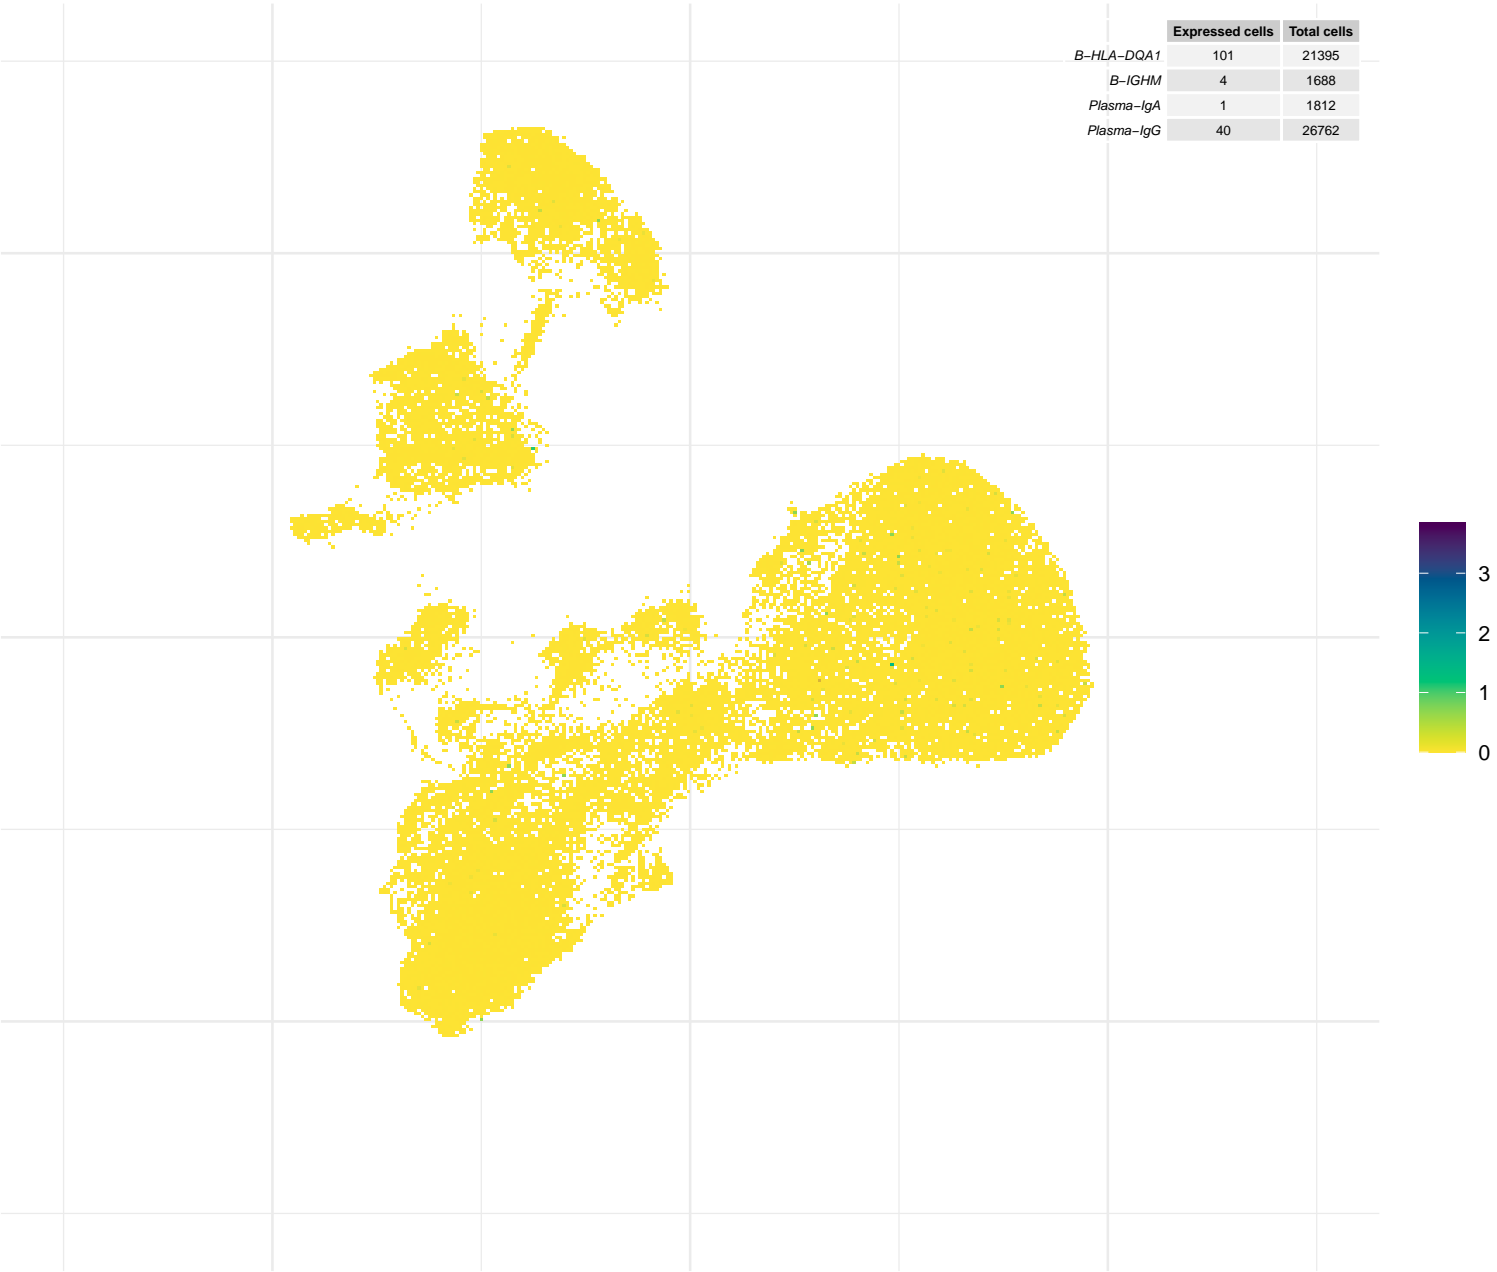 Expressed cells Total cells
B−HLA−DQA1 101 21395
B−IGHM 4 1688
Plasma−IgA 1 1812
Plasma−IgG 40 26762
3
2
1
0